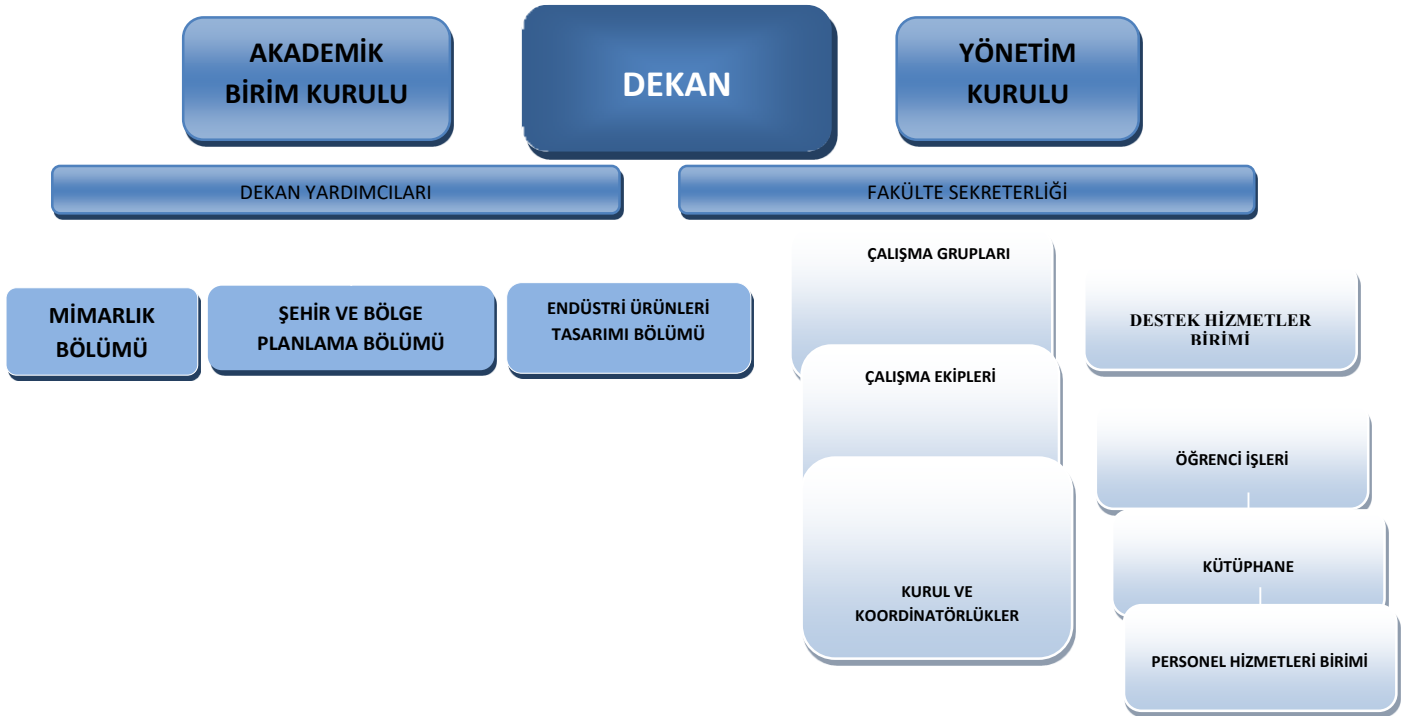 AKADEMİK
BİRİM KURULU
DEKAN
YÖNETİM
KURULU
DEKAN YARDIMCILARI
FAKÜLTE SEKRETERLİĞİ
MİMARLIK
BÖLÜMÜ
ŞEHİR VE BÖLGE
PLANLAMA BÖLÜMÜ
ENDÜSTRİ ÜRÜNLERİ
TASARIMI BÖLÜMÜ
ÇALIŞMA GRUPLARI
ÇALIŞMA EKİPLERİ
KURUL VE
KOORDİNATÖRLÜKLER
DESTEK HİZMETLER
BİRİMİ
ÖĞRENCİ İŞLERİ
KÜTÜPHANE
PERSONEL HİZMETLERİ BİRİMİ